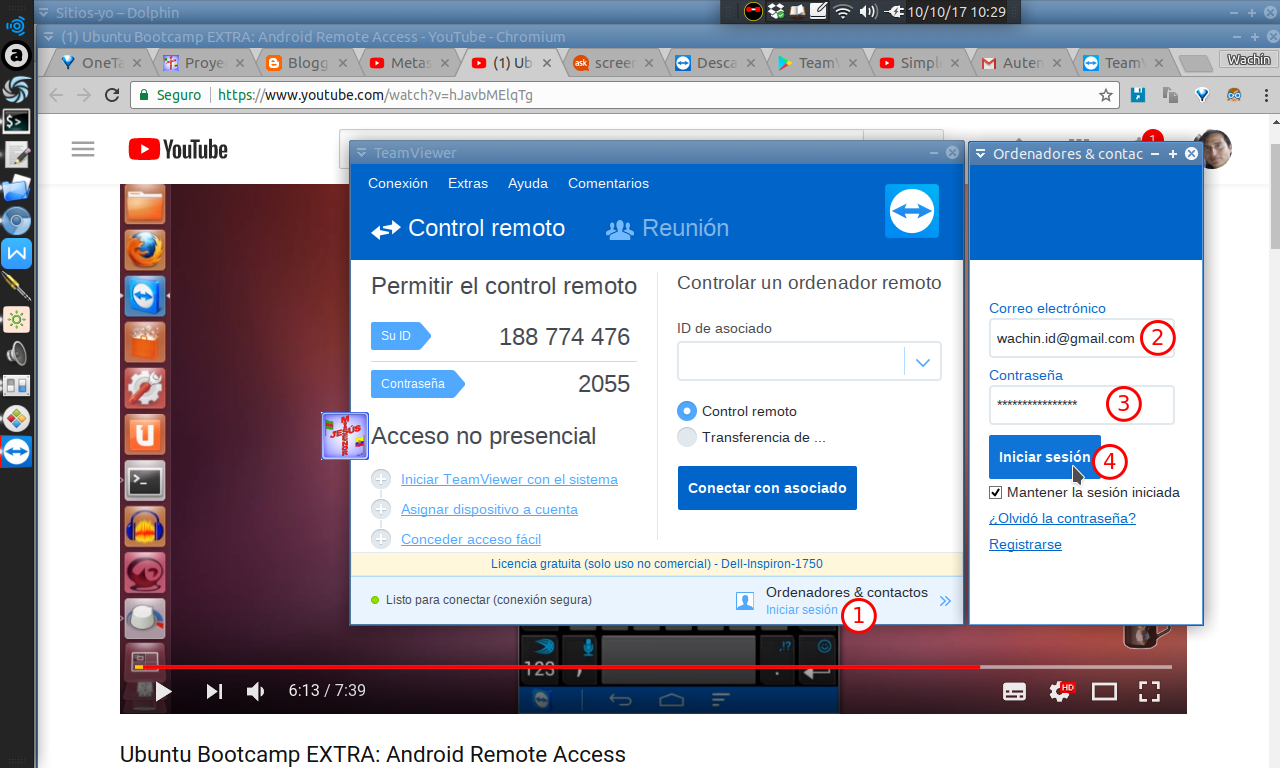 Sitios-yo – Dolphin
10/10/17 10:29
(1) Ubuntu Bootcamp EXTRA: Android Remote Access - YouTube - Chromium
OneTa
Proye
Blogg
Metas
(1) Ub
ask
scree
Desca
TeamV
Simpl
Auten
TeamV
Wachín
Seguro
https://www.youtube.com/watch?v=hJavbMElqTg
YouTube
1
TeamViewer
Ordenadores & contac
Conexión Extras Ayuda Comentarios
Control remoto Reunión
Permitir el control remoto
Su ID 188 774 476
Contraseña 2055
Acceso no presencial
Iniciar TeamViewer con el sistema
Asignar dispositivo a cuenta
Conceder acceso fácil
Controlar un ordenador remoto
ID de asociado
Control remoto
Transferencia de ...
Conectar con asociado
Licencia gratuita (solo uso no comercial) - Dell-Inspiron-1750
Listo para conectar (conexión segura)
Ordenadores & contactos
Iniciar sesión 1
Correo electrónico
wachin.id@gmail.com 2
Contraseña
**************** 3
Iniciar sesión 4
Mantener la sesión iniciada
¿Olvidó la contraseña?
Registrarse
JESÚS
123 , . ,!?
6:13 / 7:39
HD
Ubuntu Bootcamp EXTRA: Android Remote Access